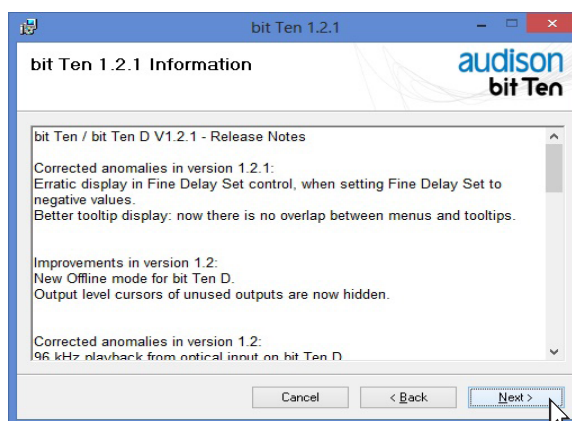 bit Ten 1.2.1
bit Ten 1.2.1 Information
audison
bit Ten
bit Ten / bit Ten D V1.2.1 - Release Notes
Corrected anomalies in version 1.2.1:
Erratic display in Fine Delay Set control, when setting Fine Delay Set to
negative values.
Better tooltip display: now there is no overlap between menus and tooltips.
Improvements in version 1.2:
New Offline mode for bit Ten D.
Output level cursors of unused outputs are now hidden.
Corrected anomalies in version 1.2:
96 kHz playback from optical input on bit Ten D
Cancel
< Back
Next >